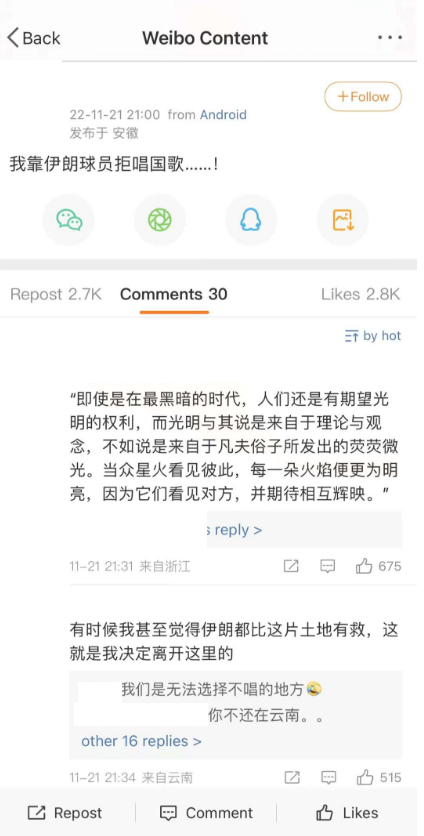 Back
Weibo Content
+Follow
22-11-21 21:00 from Android
发布于 安徽
我靠伊朗球员拒唱国歌......！
Repost 2.7K Comments 30 Likes 2.8K
by hot
“即使是在最黑暗的时代，人们还是有期望光
明的权利，而光明与其说是来自于理论与观
念，不如说是来自于凡夫俗子所发出的荧荧微
光。当众星火看见彼此，每一朵火焰便更为明
亮，因为它们看见对方，并期待相互辉映。”
reply >
11-21 21:31 来自浙江 675
有时候我甚至觉得伊朗都比这片土地有救，这
就是我决定离开这里的
我们是无法选择不唱的地方🤣
你不还在云南。。
other 16 replies >
11-21 21:34 来自云南 515
Repost Comment Likes